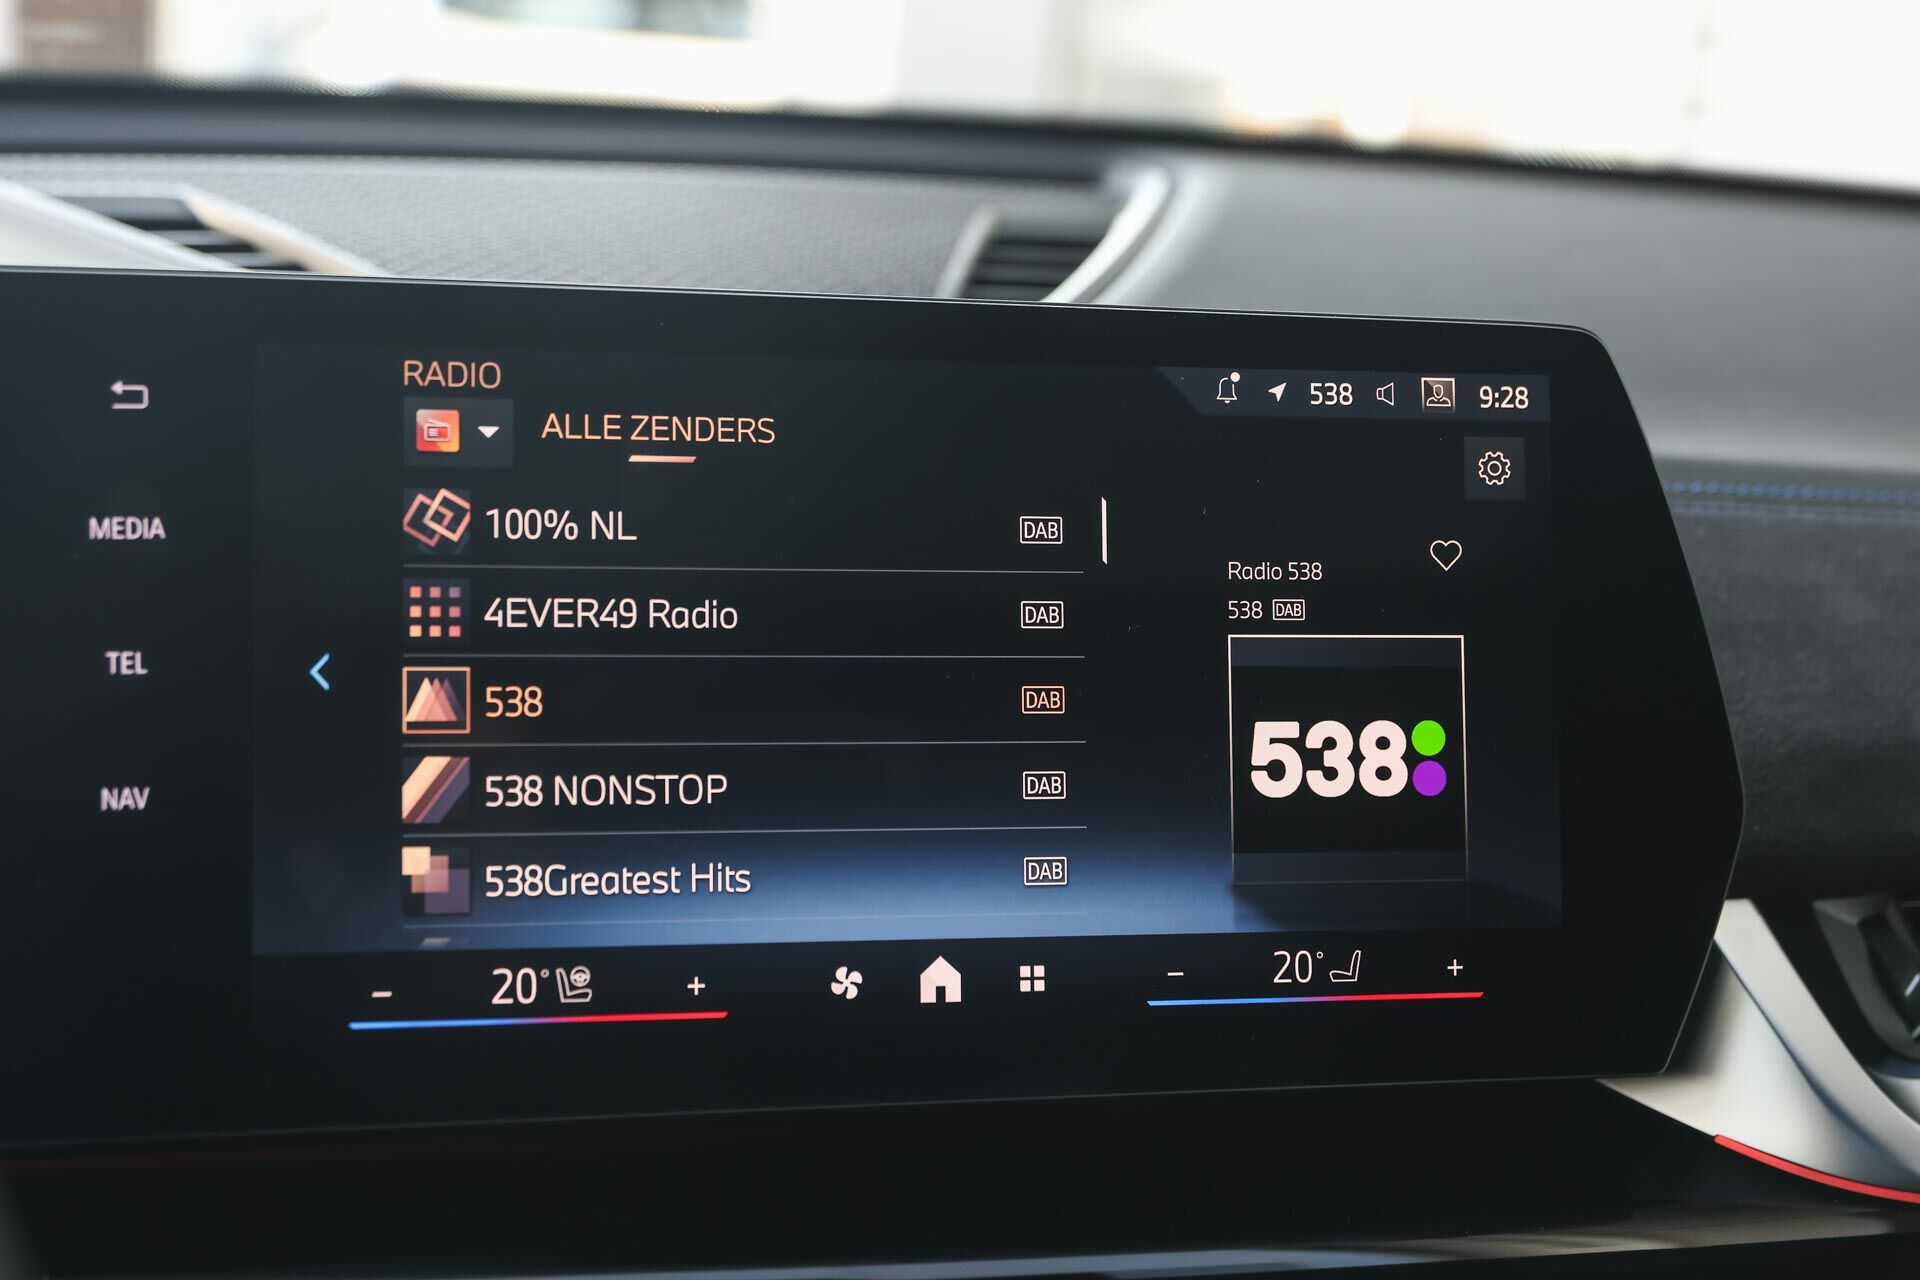 RADIO
538
9:28
ALLE ZENDERS
MEDIA
TEL
NAV
100% NL DAB
4EVER49 Radio DAB
538 DAB
538 NONSTOP DAB
538Greatest Hits DAB
Radio 538
538 DAB
538
− 20° +
− 20° +